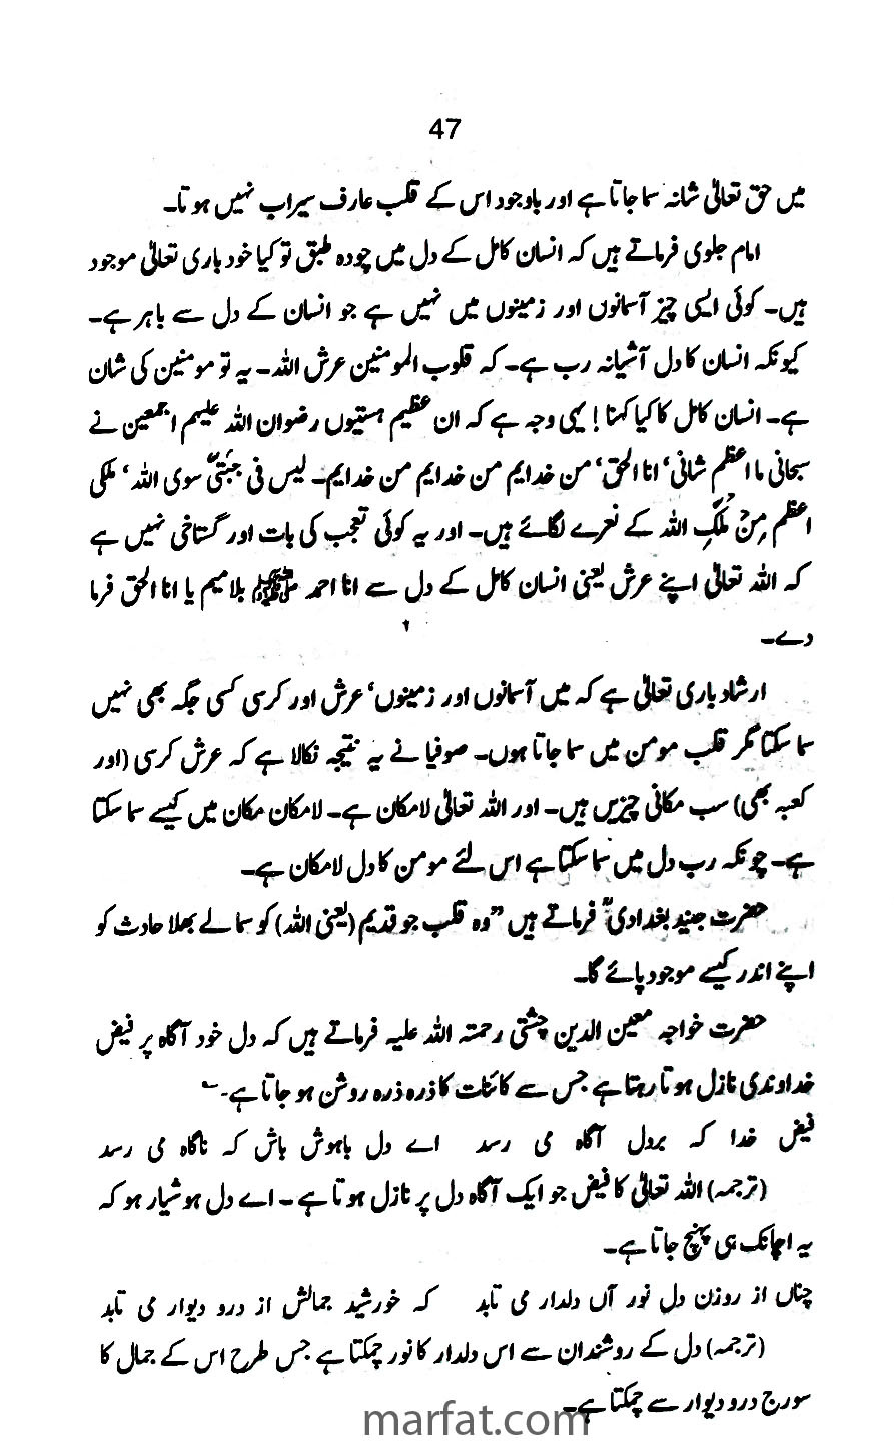 47
میں حق تعالیٰ شانہ سما جاتا ہے اور باوجود اس کے قلب عارف سیراب نہیں ہوتا۔
امام جلوی فرماتے ہیں کہ انسان کامل کے دل میں چودہ طبق تو کیا خود باری تعالیٰ موجود
ہیں۔ کوئی ایسی چیز آسمانوں اور زمینوں میں نہیں ہے جو انسان کے دل سے باہر ہے۔
کیونکہ انسان کا دل آشیانہ رب ہے۔ کہ قلوب المومنین عرش اللہ۔ یہ تو مومنین کی شان
ہے۔ انسان کامل کا کیا کہنا! یہی وجہ ہے کہ ان عظیم ہستیوں رضوان اللہ علیہم اجمعین نے
سبحانی ما اعظم شانی‘ انا الحق‘ من خدایم من خدایم من خدایم۔ لیس فی جبتی سوی اللہ‘ ملکی
اعظم مِنْ مُلکِ اللہ کے نعرے لگائے ہیں۔ اور یہ کوئی تعجب کی بات اور گستاخی نہیں ہے
کہ اللہ تعالیٰ اپنے عرش یعنی انسان کامل کے دل سے انا احمد ﷺ بلامیم یا انا الحق فرما
دے۔
ارشاد باری تعالیٰ ہے کہ میں آسمانوں اور زمینوں‘ عرش اور کرسی کسی جگہ بھی نہیں
سما سکتا مگر قلب مومن میں سما جاتا ہوں۔ صوفیا نے یہ نتیجہ نکالا ہے کہ عرش کرسی (اور
کعبہ بھی) سب مکانی چیزیں ہیں۔ اور اللہ تعالیٰ لامکان ہے۔ لامکان مکان میں کیسے سما سکتا
ہے۔ چونکہ رب دل میں سما سکتا ہے اس لئے مومن کا دل لامکان ہے۔
حضرت جنید بغدادیؒ فرماتے ہیں ”وہ قلب جو قدیم (یعنی اللہ) کو سمالے بھلا حادث کو
اپنے اندر کیسے موجود پائے گا۔
حضرت خواجہ معین الدین چشتی رحمتہ اللہ علیہ فرماتے ہیں کہ دل خود آگاہ پر فیض
خداوندی نازل ہوتا رہتا ہے جس سے کائنات کا ذرہ ذرہ روشن ہو جاتا ہے۔
فیض خدا کہ بردل آگاہ می رسد اے دل باہوش باش کہ ناگاہ می رسد
(ترجمہ) اللہ تعالیٰ کا فیض جو ایک آگاہ دل پر نازل ہوتا ہے۔ اے دل ہوشیار ہو کہ
یہ اچانک ہی پہنچ جاتا ہے۔
چناں از روزن دل نور آں دلدار می تابد کہ خورشید جمالش از درو دیوار می تابد
(ترجمہ) دل کے روشندان سے اس دلدار کا نور چمکتا ہے جس طرح اس کے جمال کا
سورج درو دیوار سے چمکتا ہے۔
marfat.com